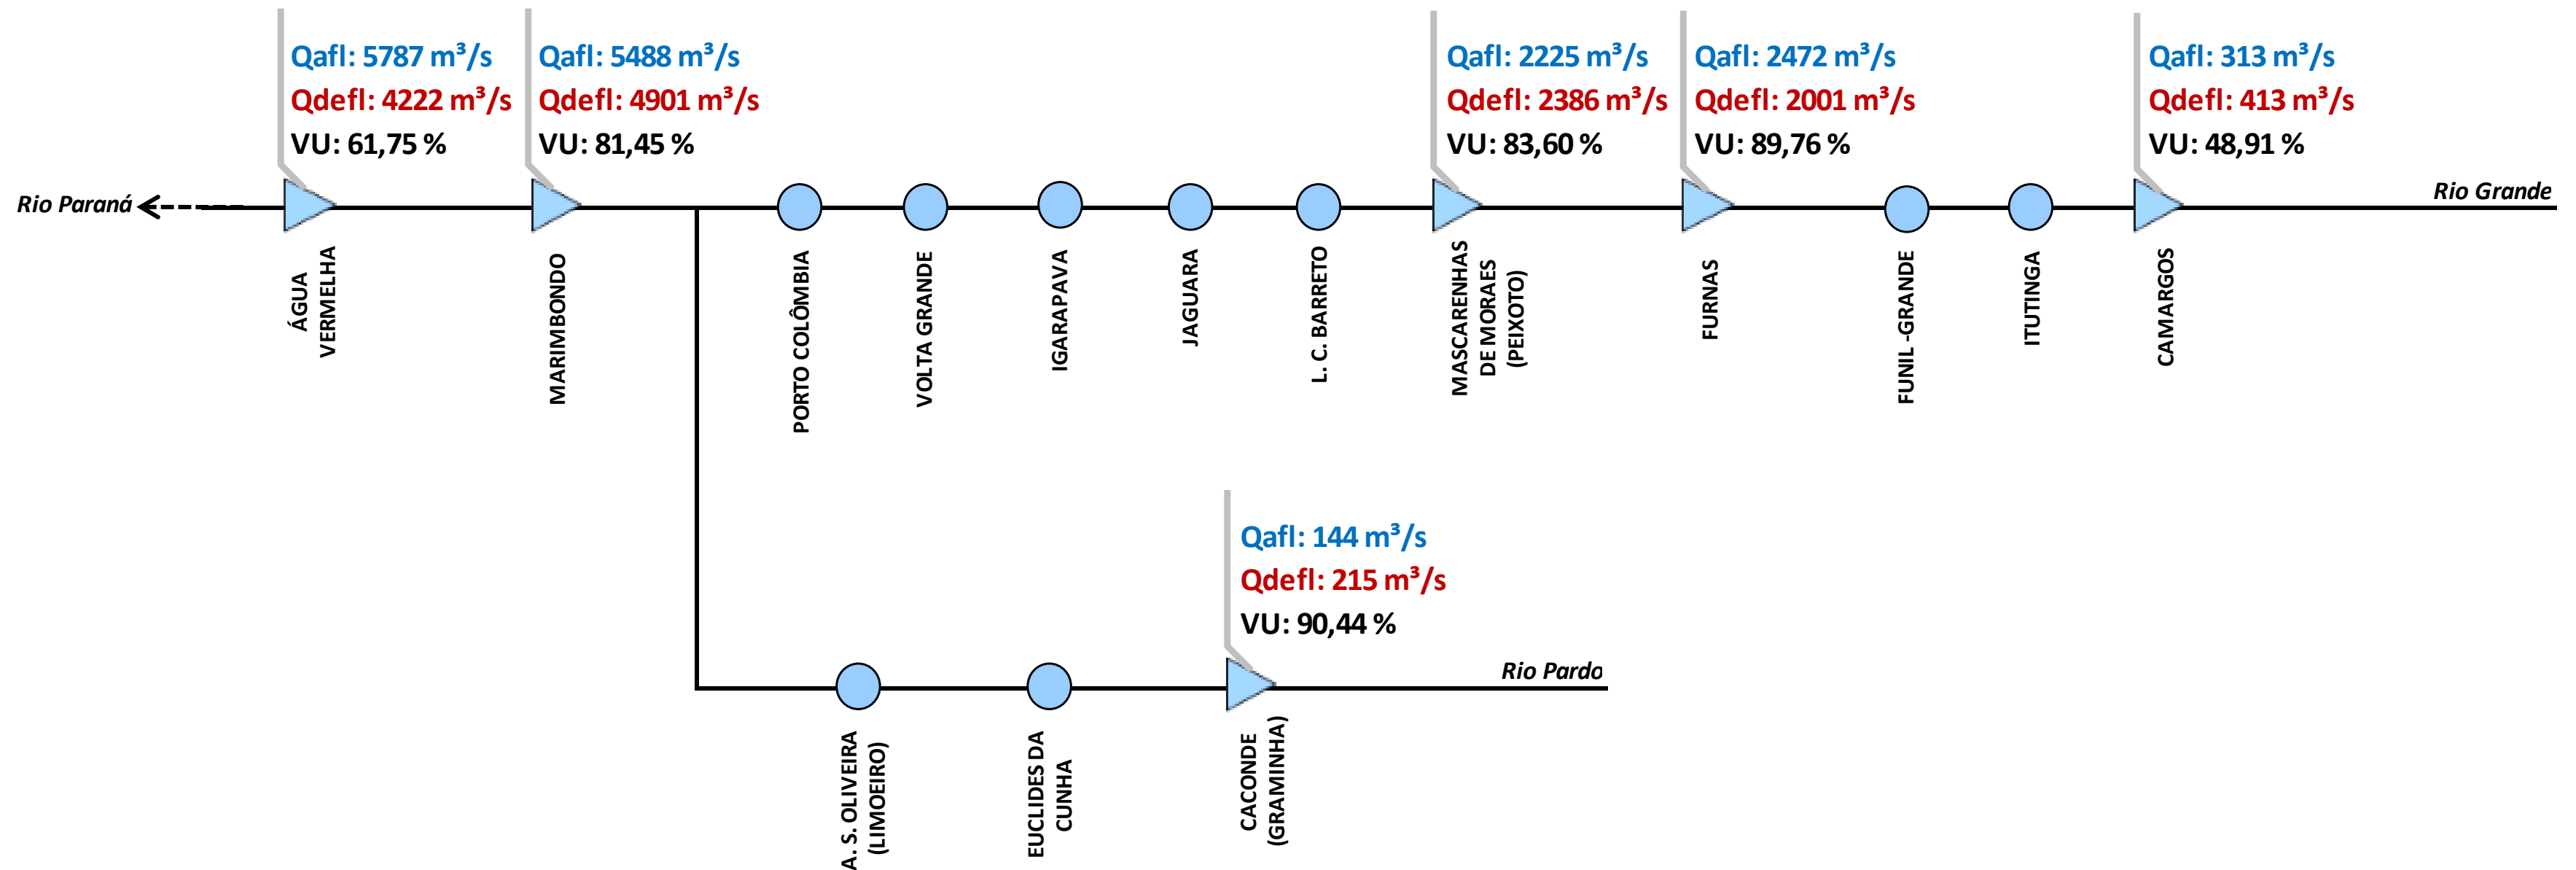 Qafl: 5787 m³/s
Qdefl: 4222 m³/s
VU: 61,75 %
Qafl: 5488 m³/s
Qdefl: 4901 m³/s
VU: 81,45 %
Qafl: 2225 m³/s
Qdefl: 2386 m³/s
VU: 83,60 %
Qafl: 2472 m³/s
Qdefl: 2001 m³/s
VU: 89,76 %
Qafl: 313 m³/s
Qdefl: 413 m³/s
VU: 48,91 %
Rio Paraná
Rio Grande
ÁGUA
VERMELHA
MARIMBONDO
PORTO COLÔMBIA
VOLTA GRANDE
IGARAPAVA
JAGUARA
L. C. BARRETO
MASCARENHAS
DE MORAES
(PEIXOTO)
FURNAS
FUNIL -GRANDE
ITUTINGA
CAMARGOS
Qafl: 144 m³/s
Qdefl: 215 m³/s
VU: 90,44 %
Rio Pardo
A. S. OLIVEIRA
(LIMOEIRO)
EUCLIDES DA
CUNHA
CACONDE
(GRAMINHA)